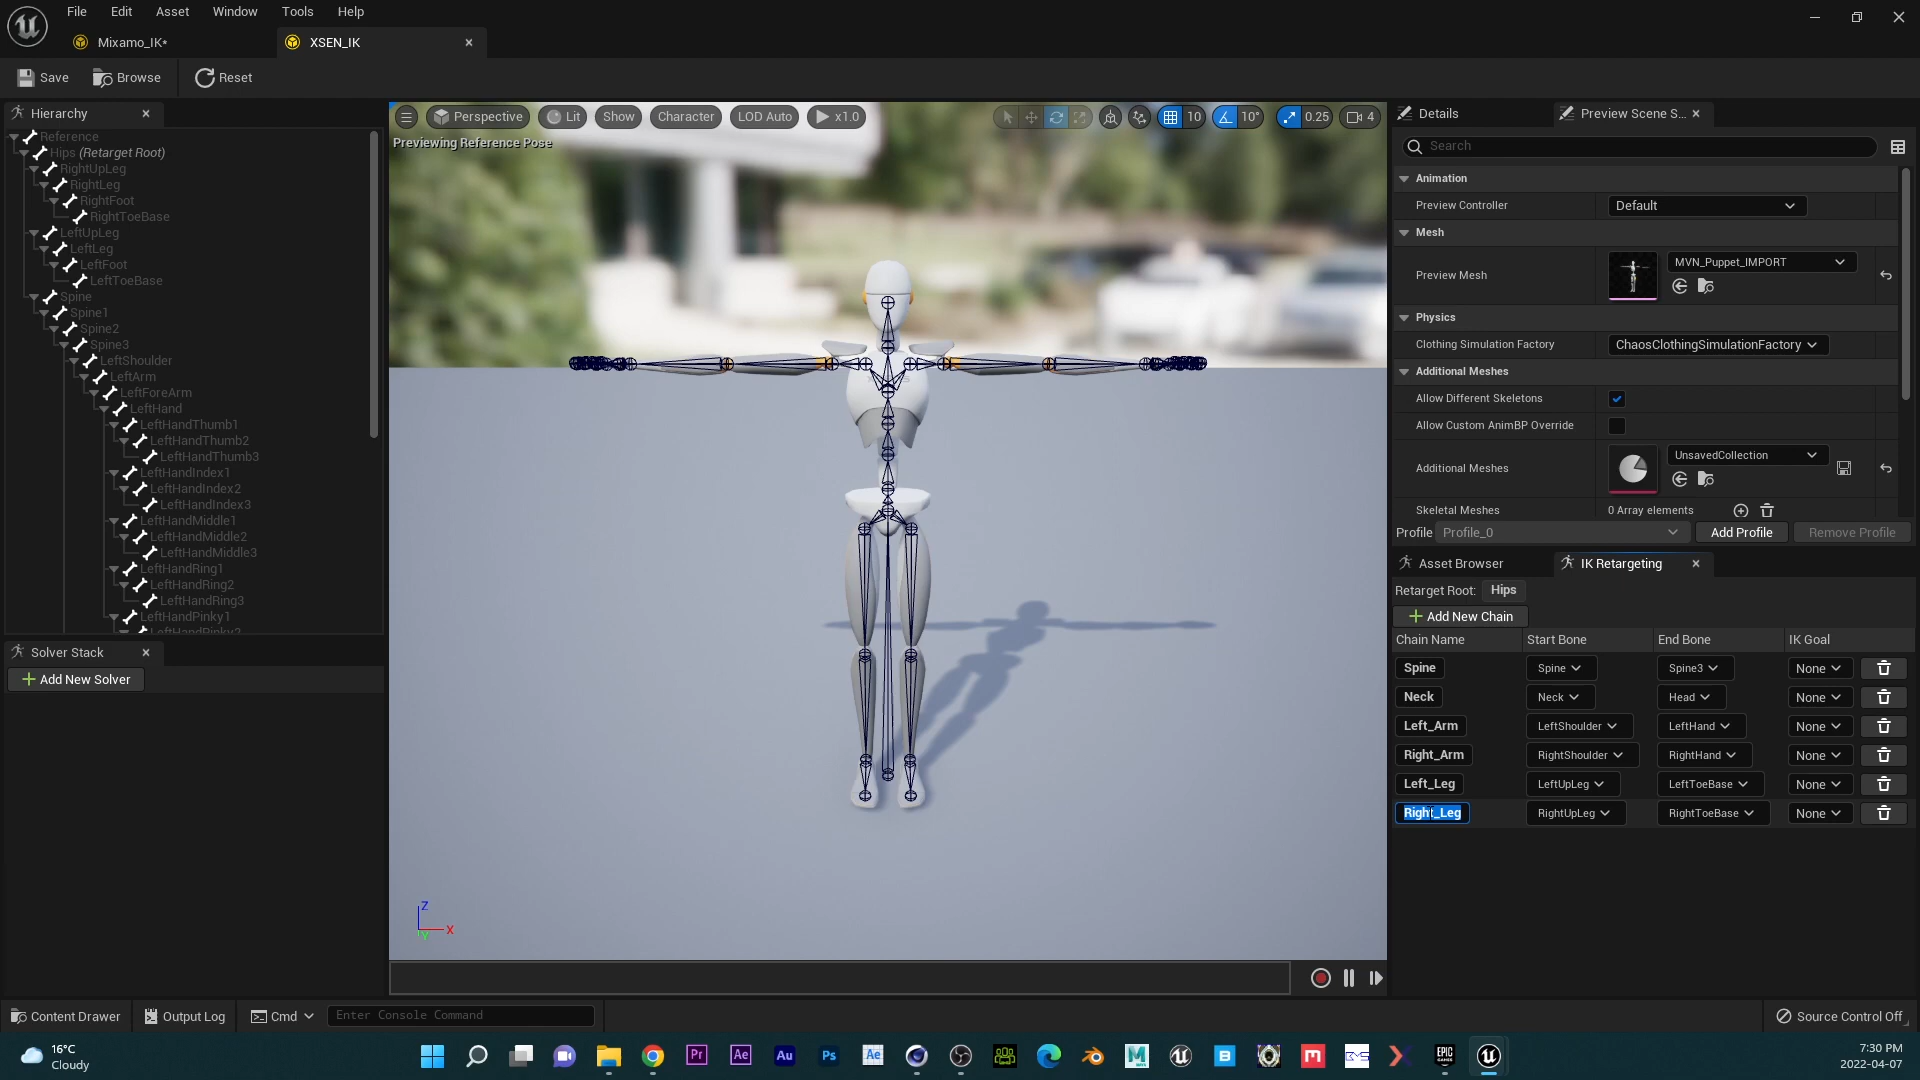 File Edit Asset Window Tools Help
Mixamo_IK*
XSEN_IK
Save Browse Reset
Hierarchy
Reference
Hips (Retarget Root)
RightUpLeg
RightLeg
RightFoot
RightToeBase
LeftUpLeg
LeftLeg
LeftFoot
LeftToeBase
Spine
Spine1
Spine2
Spine3
LeftShoulder
LeftArm
LeftForeArm
LeftHand
LeftHandThumb1
LeftHandThumb2
LeftHandThumb3
LeftHandIndex1
LeftHandIndex2
LeftHandIndex3
LeftHandMiddle1
LeftHandMiddle2
LeftHandMiddle3
LeftHandRing1
LeftHandRing2
LeftHandRing3
LeftHandPinky1
LeftHandPinky2
Solver Stack
Add New Solver
Perspective Lit Show Character LOD Auto x1.0 10 10° 0.25 4
Previewing Reference Pose
Z
X
Y
Details Preview Scene S...
Search
Animation
Preview Controller Default
Mesh
Preview Mesh MVN_Puppet_IMPORT
Physics
Clothing Simulation Factory ChaosClothingSimulationFactory
Additional Meshes
Allow Different Skeletons
Allow Custom AnimBP Override
Additional Meshes UnsavedCollection
Skeletal Meshes 0 Array elements
Profile Profile_0 Add Profile Remove Profile
Asset Browser IK Retargeting
Retarget Root: Hips
Add New Chain
Chain Name Start Bone End Bone IK Goal
Spine Spine Spine3 None
Neck Neck Head None
Left_Arm LeftShoulder LeftHand None
Right_Arm RightShoulder RightHand None
Left_Leg LeftUpLeg LeftToeBase None
Right_Leg RightUpLeg RightToeBase None
Content Drawer Output Log Cmd Enter Console Command Source Control Off
16°C
Cloudy
Pr Ae Au Ps Ae
7:30 PM
2022-04-07